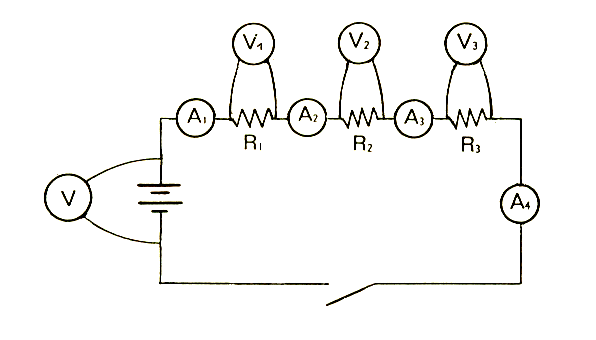 V₁ V₂ V₃
A₁ A₂ A₃
R₁ R₂ R₃
V A₄